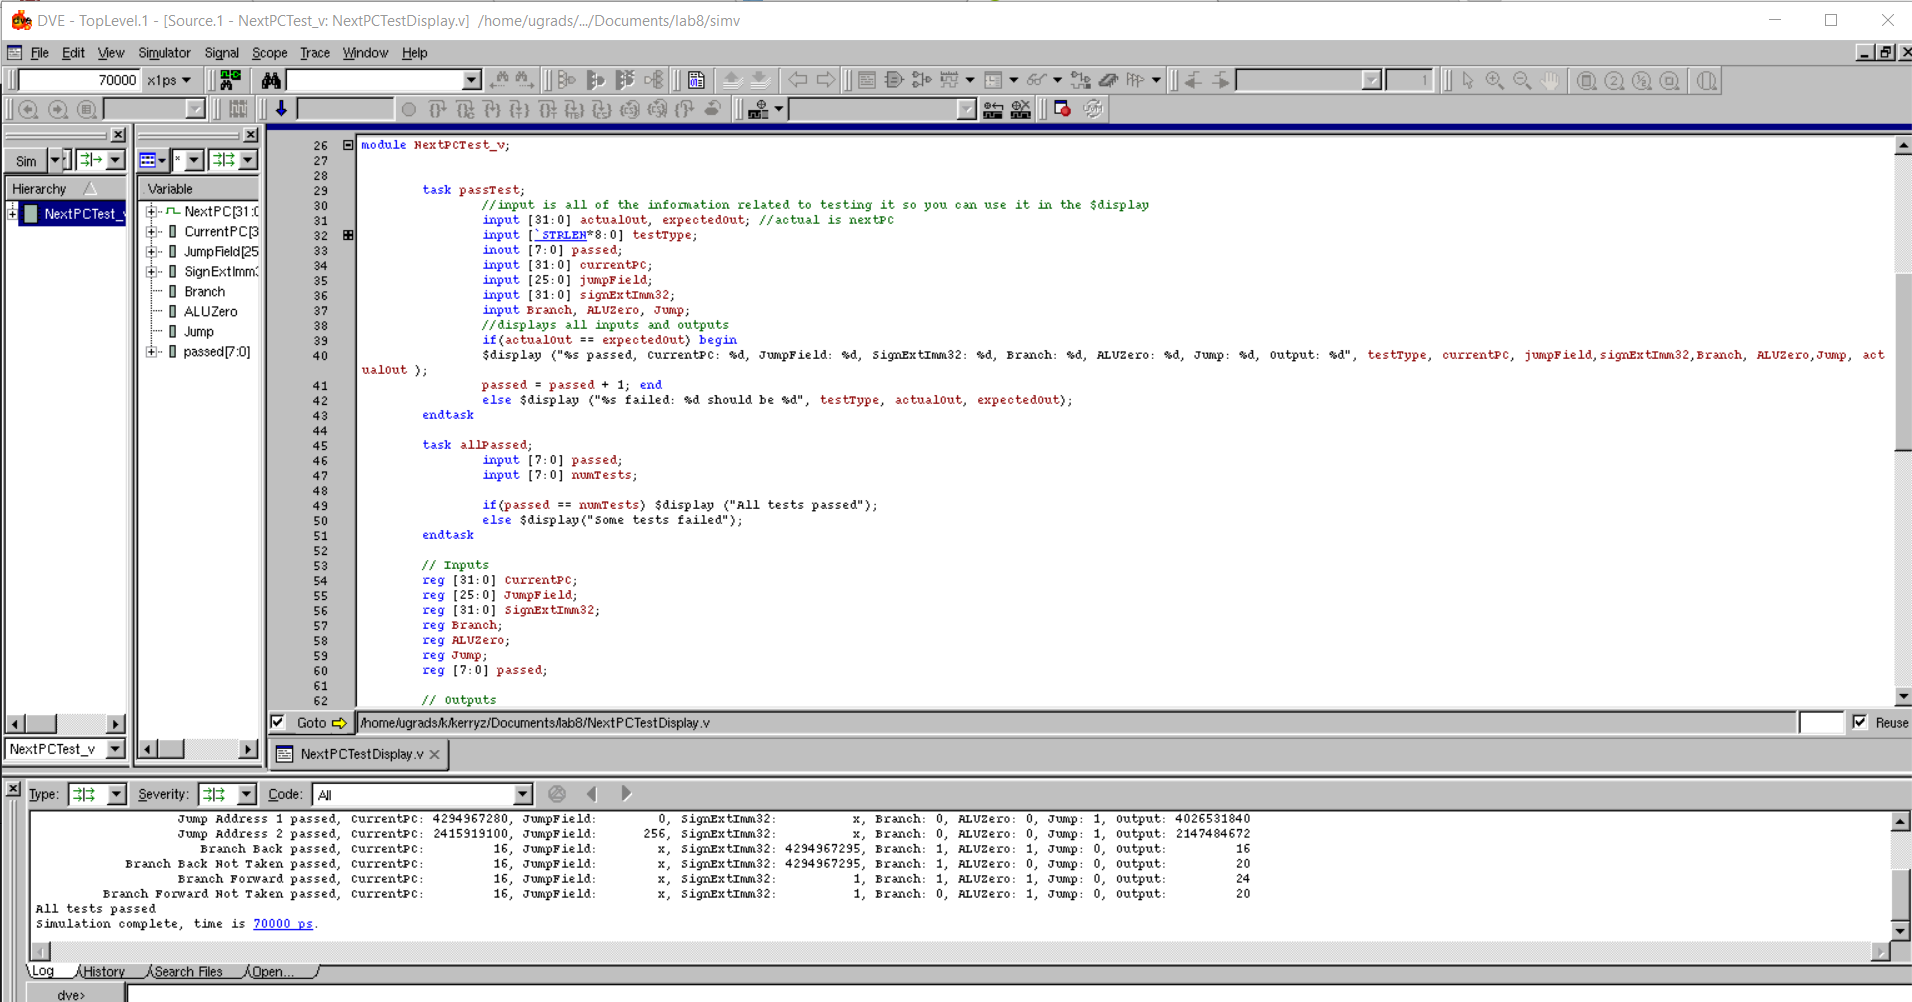 DVE - TopLevel.1 - [Source.1 - NextPCTest_v: NextPCTestDisplay.v]  /home/ugrads/.../Documents/lab8/simv
File Edit View Simulator Signal Scope Trace Window Help
70000 x1ps
1
Sim
Hierarchy
NextPCTest_
NextPCTest_v
*
Variable
NextPC[31:0
CurrentPC[3
JumpField[25
SignExtImm3
Branch
ALUZero
Jump
passed[7:0]
26 module NextPCTest_v;
27
28
29 task passTest;
30 //input is all of the information related to testing it so you can use it in the $display
31 input [31:0] actualOut, expectedOut; //actual is nextPC
32 input [`STRLEN*8:0] testType;
33 inout [7:0] passed;
34 input [31:0] currentPC;
35 input [25:0] jumpField;
36 input [31:0] signExtImm32;
37 input Branch, ALUZero, Jump;
38 //displays all inputs and outputs
39 if(actualOut == expectedOut) begin
40 $display ("%s passed, CurrentPC: %d, JumpField: %d, SignExtImm32: %d, Branch: %d, ALUZero: %d, Jump: %d, Output: %d", testType, currentPC, jumpField,signExtImm32,Branch, ALUZero,Jump, act
ualOut );
41 passed = passed + 1; end
42 else $display ("%s failed: %d should be %d", testType, actualOut, expectedOut);
43 endtask
44
45 task allPassed;
46 input [7:0] passed;
47 input [7:0] numTests;
48
49 if(passed == numTests) $display ("All tests passed");
50 else $display("Some tests failed");
51 endtask
52
53 // Inputs
54 reg [31:0] CurrentPC;
55 reg [25:0] JumpField;
56 reg [31:0] SignExtImm32;
57 reg Branch;
58 reg ALUZero;
59 reg Jump;
60 reg [7:0] passed;
61
62 // Outputs
Goto /home/ugrads/k/kerryz/Documents/lab8/NextPCTestDisplay.v Reuse
NextPCTestDisplay.v
Type: Severity: Code: All
Jump Address 1 passed, CurrentPC: 4294967280, JumpField: 0, SignExtImm32: x, Branch: 0, ALUZero: 0, Jump: 1, Output: 4026531840
Jump Address 2 passed, CurrentPC: 2415919100, JumpField: 256, SignExtImm32: x, Branch: 0, ALUZero: 0, Jump: 1, Output: 2147484672
Branch Back passed, CurrentPC: 16, JumpField: x, SignExtImm32: 4294967295, Branch: 1, ALUZero: 1, Jump: 0, Output: 16
Branch Back Not Taken passed, CurrentPC: 16, JumpField: x, SignExtImm32: 4294967295, Branch: 1, ALUZero: 0, Jump: 0, Output: 20
Branch Forward passed, CurrentPC: 16, JumpField: x, SignExtImm32: 1, Branch: 1, ALUZero: 1, Jump: 0, Output: 24
Branch Forward Not Taken passed, CurrentPC: 16, JumpField: x, SignExtImm32: 1, Branch: 0, ALUZero: 1, Jump: 0, Output: 20
All tests passed
Simulation complete, time is 70000 ps.
Log History Search Files Open...
dve>